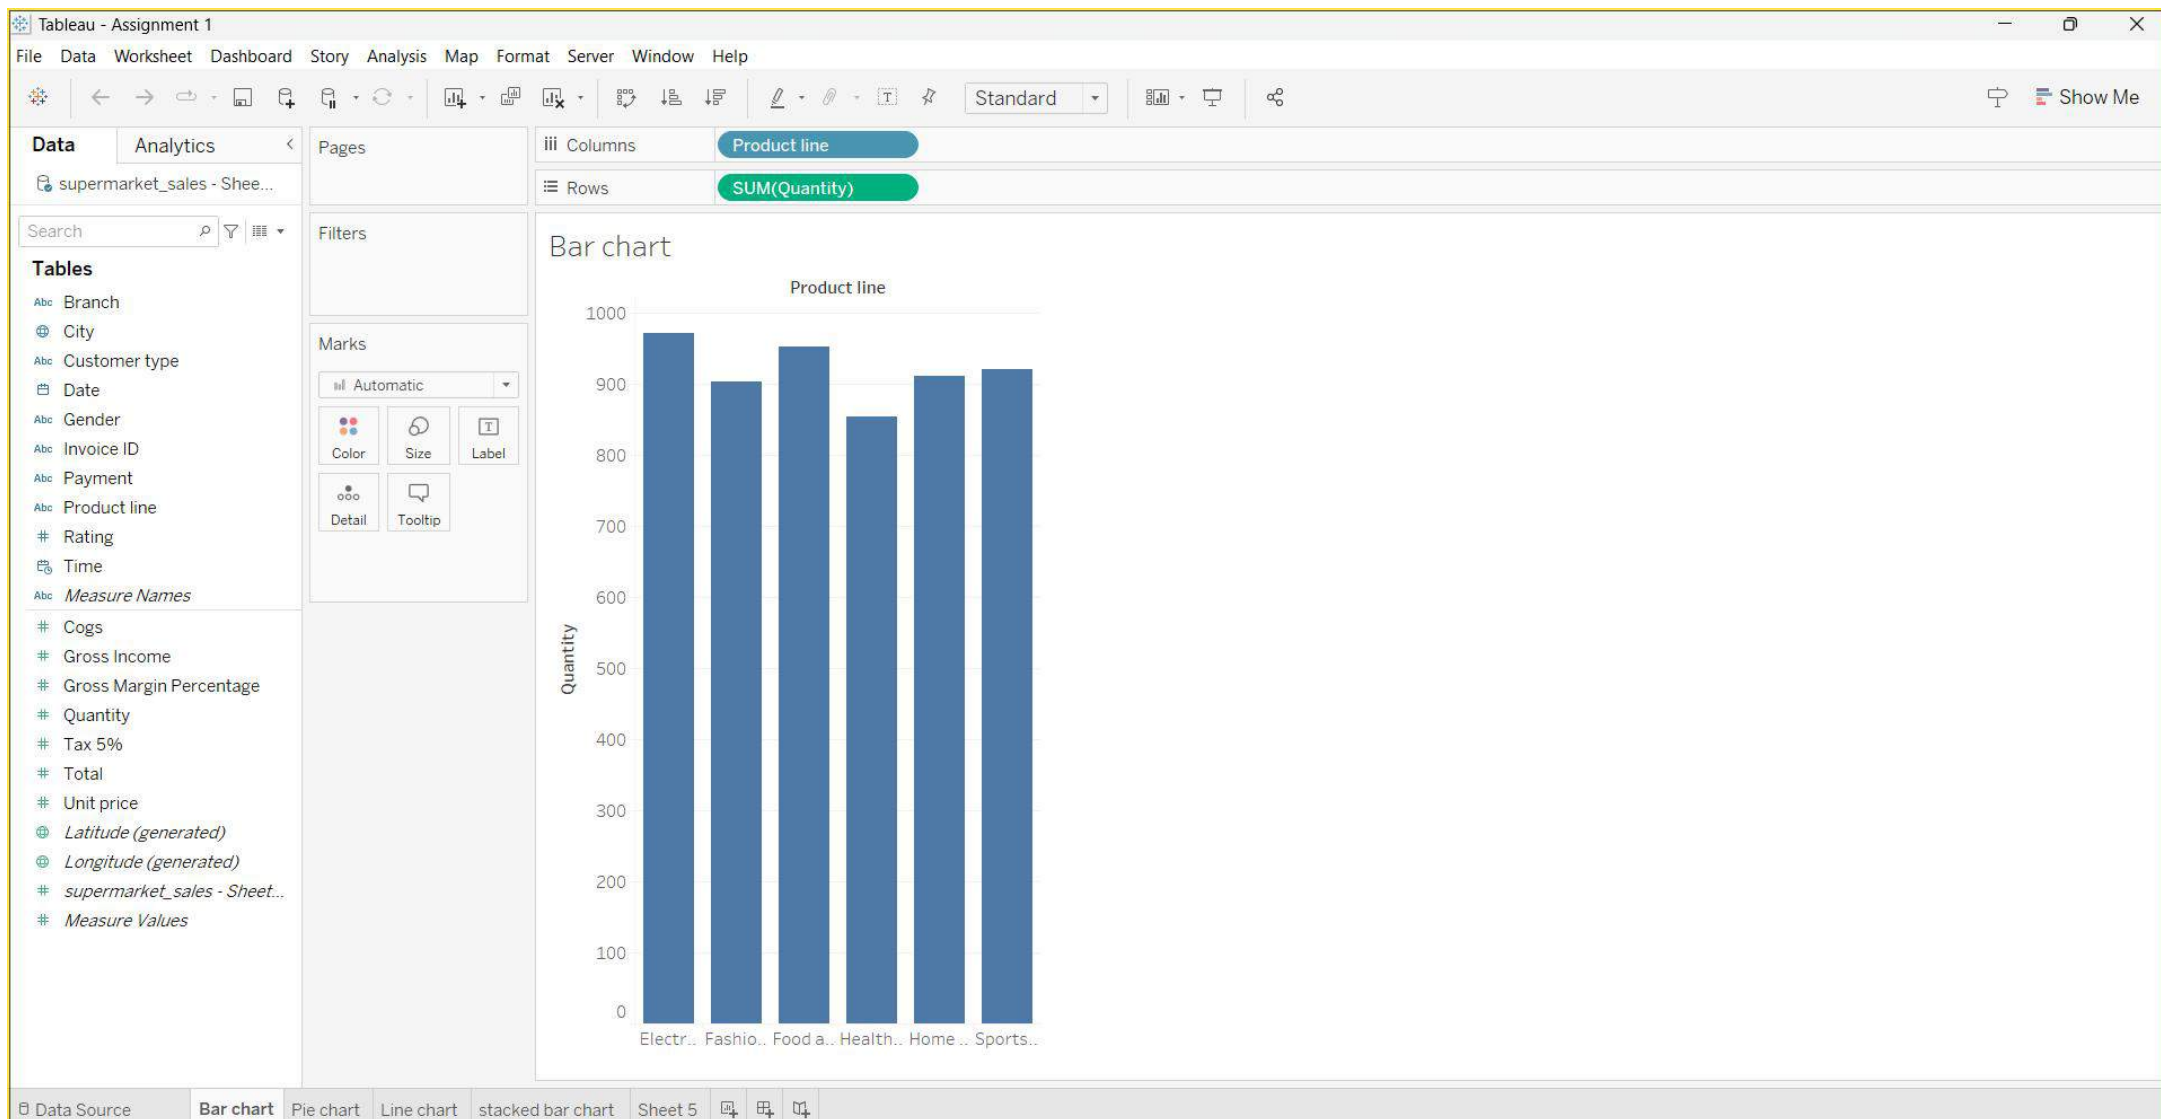 Tableau - Assignment 1
File Data Worksheet Dashboard Story Analysis Map Format Server Window Help
Standard
Show Me
Data Analytics
supermarket_sales - Shee...
Search
Tables
Abc Branch
City
Abc Customer type
Date
Abc Gender
Abc Invoice ID
Abc Payment
Abc Product line
# Rating
Time
Abc Measure Names
# Cogs
# Gross Income
# Gross Margin Percentage
# Quantity
# Tax 5%
# Total
# Unit price
Latitude (generated)
Longitude (generated)
# supermarket_sales - Sheet...
# Measure Values
Pages
Filters
Marks
Automatic
Color Size Label
Detail Tooltip
Columns Product line
Rows SUM(Quantity)
Bar chart
Product line
1000
900
800
700
600
500
400
300
200
100
0
Quantity
Electr.. Fashio.. Food a.. Health.. Home .. Sports..
Data Source Bar chart Pie chart Line chart stacked bar chart Sheet 5